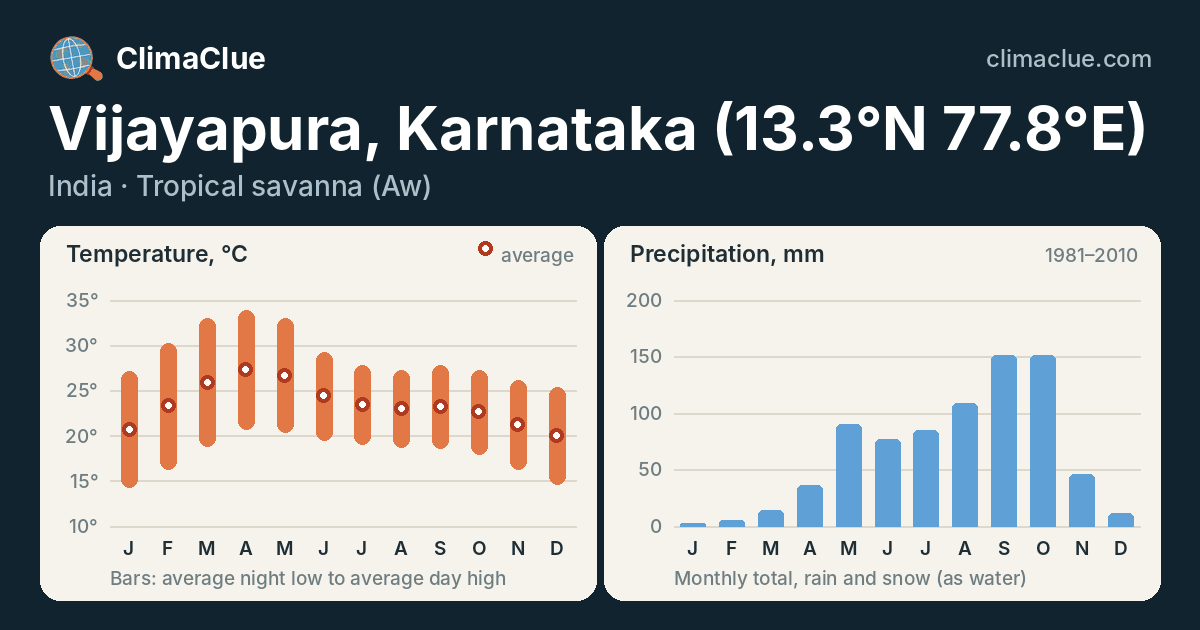 ClimaClue
climaclue.com
Vijayapura, Karnataka (13.3°N 77.8°E)
India · Tropical savanna (Aw)
Temperature, °C
average
35°
30°
25°
20°
15°
10°
J F M A M J J A S O N D
Bars: average night low to average day high
Precipitation, mm
1981–2010
200
150
100
50
0
J F M A M J J A S O N D
Monthly total, rain and snow (as water)